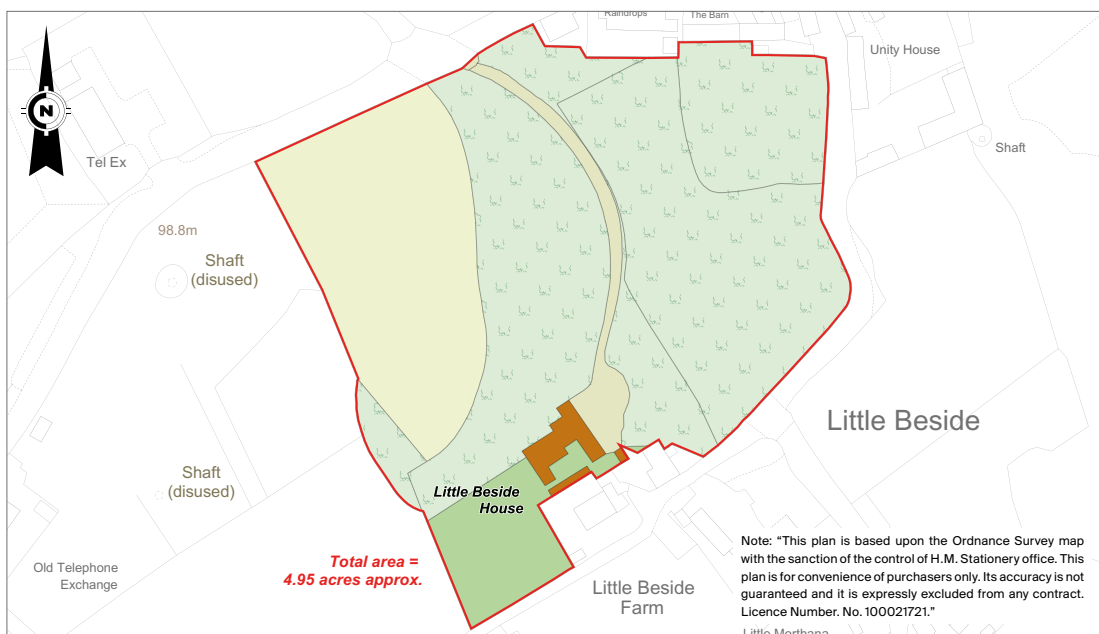 Raindrops
The Barn
Unity House
N
Tel Ex
Shaft
98.8m
Shaft
(disused)
Little Beside
Shaft
(disused)
Little Beside
House
Total area =
4.95 acres approx.
Old Telephone
Exchange
Little Beside
Farm
Note: "This plan is based upon the Ordnance Survey map
with the sanction of the control of H.M. Stationery office. This
plan is for convenience of purchasers only. Its accuracy is not
guaranteed and it is expressly excluded from any contract.
Licence Number. No. 100021721."
Little